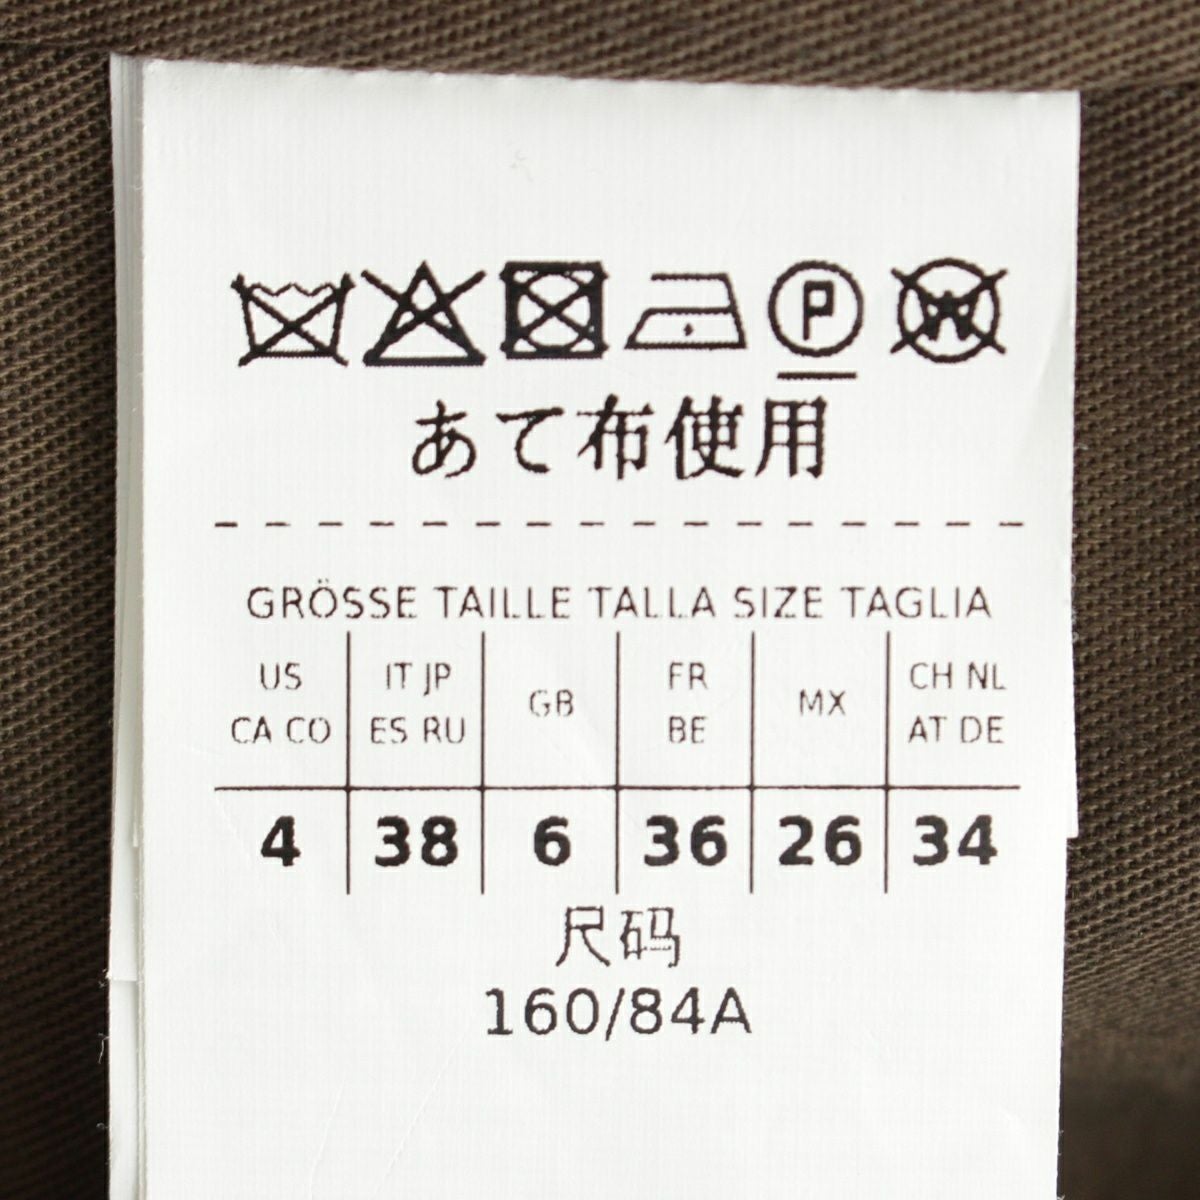 P W
あて布使用
GRÖSSE TAILLE TALLA SIZE TAGLIA
US IT JP GB FR MX CH NL
CA CO ES RU BE AT DE
4 38 6 36 26 34
尺码
160/84A